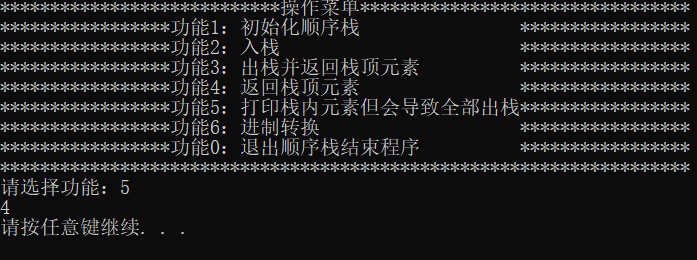 ****************************操作菜单*********************************
*****************功能1：初始化顺序栈                *****************
*****************功能2：入栈                        *****************
*****************功能3：出栈并返回栈顶元素          *****************
*****************功能4：返回栈顶元素                *****************
*****************功能5：打印栈内元素但会导致全部出栈*****************
*****************功能6：进制转换                    *****************
*****************功能0：退出顺序栈结束程序          *****************
*********************************************************************
请选择功能：5
4
请按任意键继续. . .